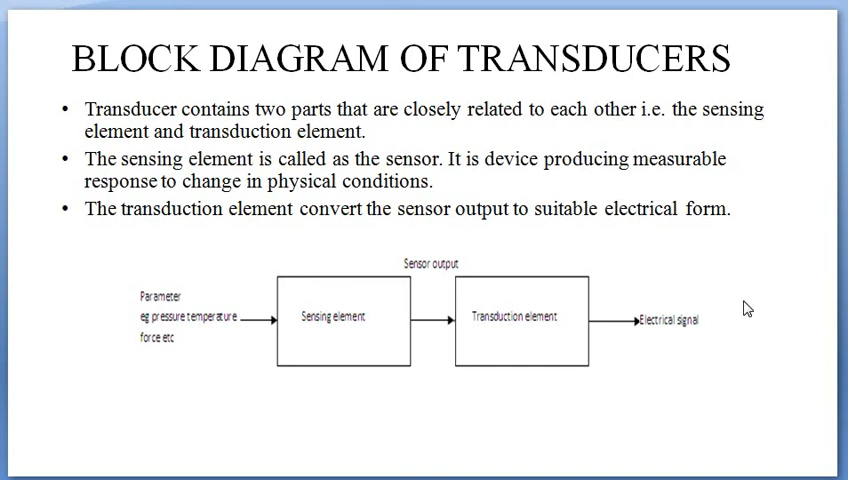 BLOCK DIAGRAM OF TRANSDUCERS
• Transducer contains two parts that are closely related to each other i.e. the sensing
element and transduction element.
• The sensing element is called as the sensor. It is device producing measurable
response to change in physical conditions.
• The transduction element convert the sensor output to suitable electrical form.
Sensor output
Parameter
eg pressure temperature
force etc
Sensing element
Transduction element
Electrical signal